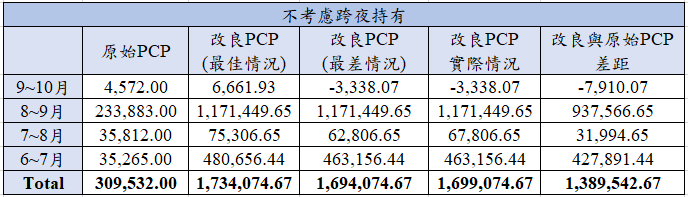 不考慮跨夜持有
原始PCP 改良PCP (最佳情況) 改良PCP (最差情況) 改良PCP 實際情況 改良與原始PCP 差距
9~10月 4,572.00 6,661.93 -3,338.07 -3,338.07 -7,910.07
8~9月 233,883.00 1,171,449.65 1,171,449.65 1,171,449.65 937,566.65
7~8月 35,812.00 75,306.65 62,806.65 67,806.65 31,994.65
6~7月 35,265.00 480,656.44 463,156.44 463,156.44 427,891.44
Total 309,532.00 1,734,074.67 1,694,074.67 1,699,074.67 1,389,542.67